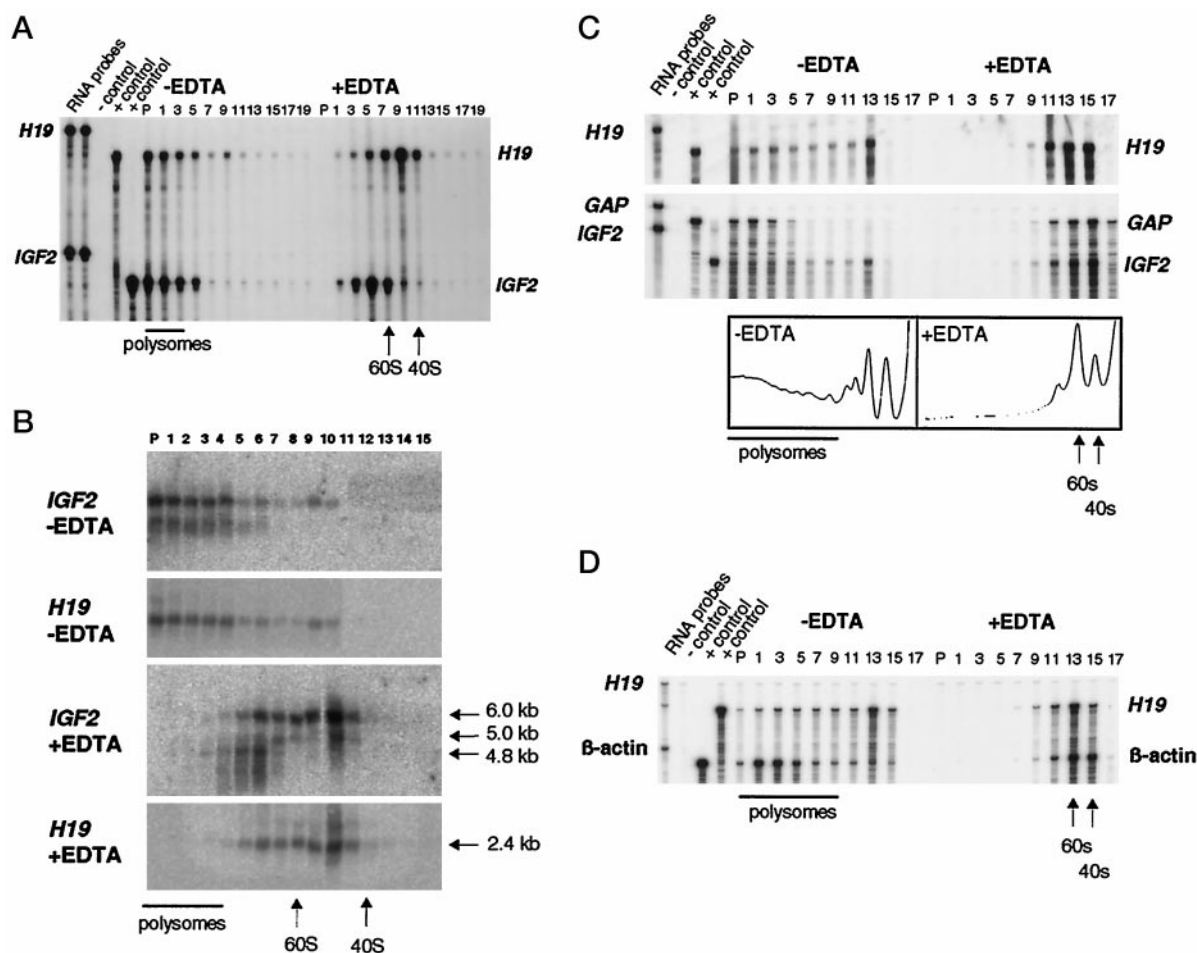 A
RNA probes
- control
+ control
+ control
-EDTA
+EDTA
P 1 3 5 7 9 11 13 15 17 19 P 1 3 5 7 9 11 13 15 17 19
H19
H19
IGF2
IGF2
polysomes
60S
40S
B
P 1 2 3 4 5 6 7 8 9 10 11 12 13 14 15
IGF2
-EDTA
H19
-EDTA
IGF2
+EDTA
6.0 kb
5.0 kb
4.8 kb
H19
+EDTA
2.4 kb
polysomes
60S
40S
C
RNA probes
- control
+ control
+ control
-EDTA
+EDTA
P 1 3 5 7 9 11 13 15 17 P 1 3 5 7 9 11 13 15 17
H19
H19
GAP
GAP
IGF2
IGF2
-EDTA
+EDTA
polysomes
60s
40s
D
RNA probes
- control
+ control
+ control
-EDTA
+EDTA
P 1 3 5 7 9 11 13 15 17 P 1 3 5 7 9 11 13 15 17
H19
H19
ß-actin
ß-actin
polysomes
60s
40s